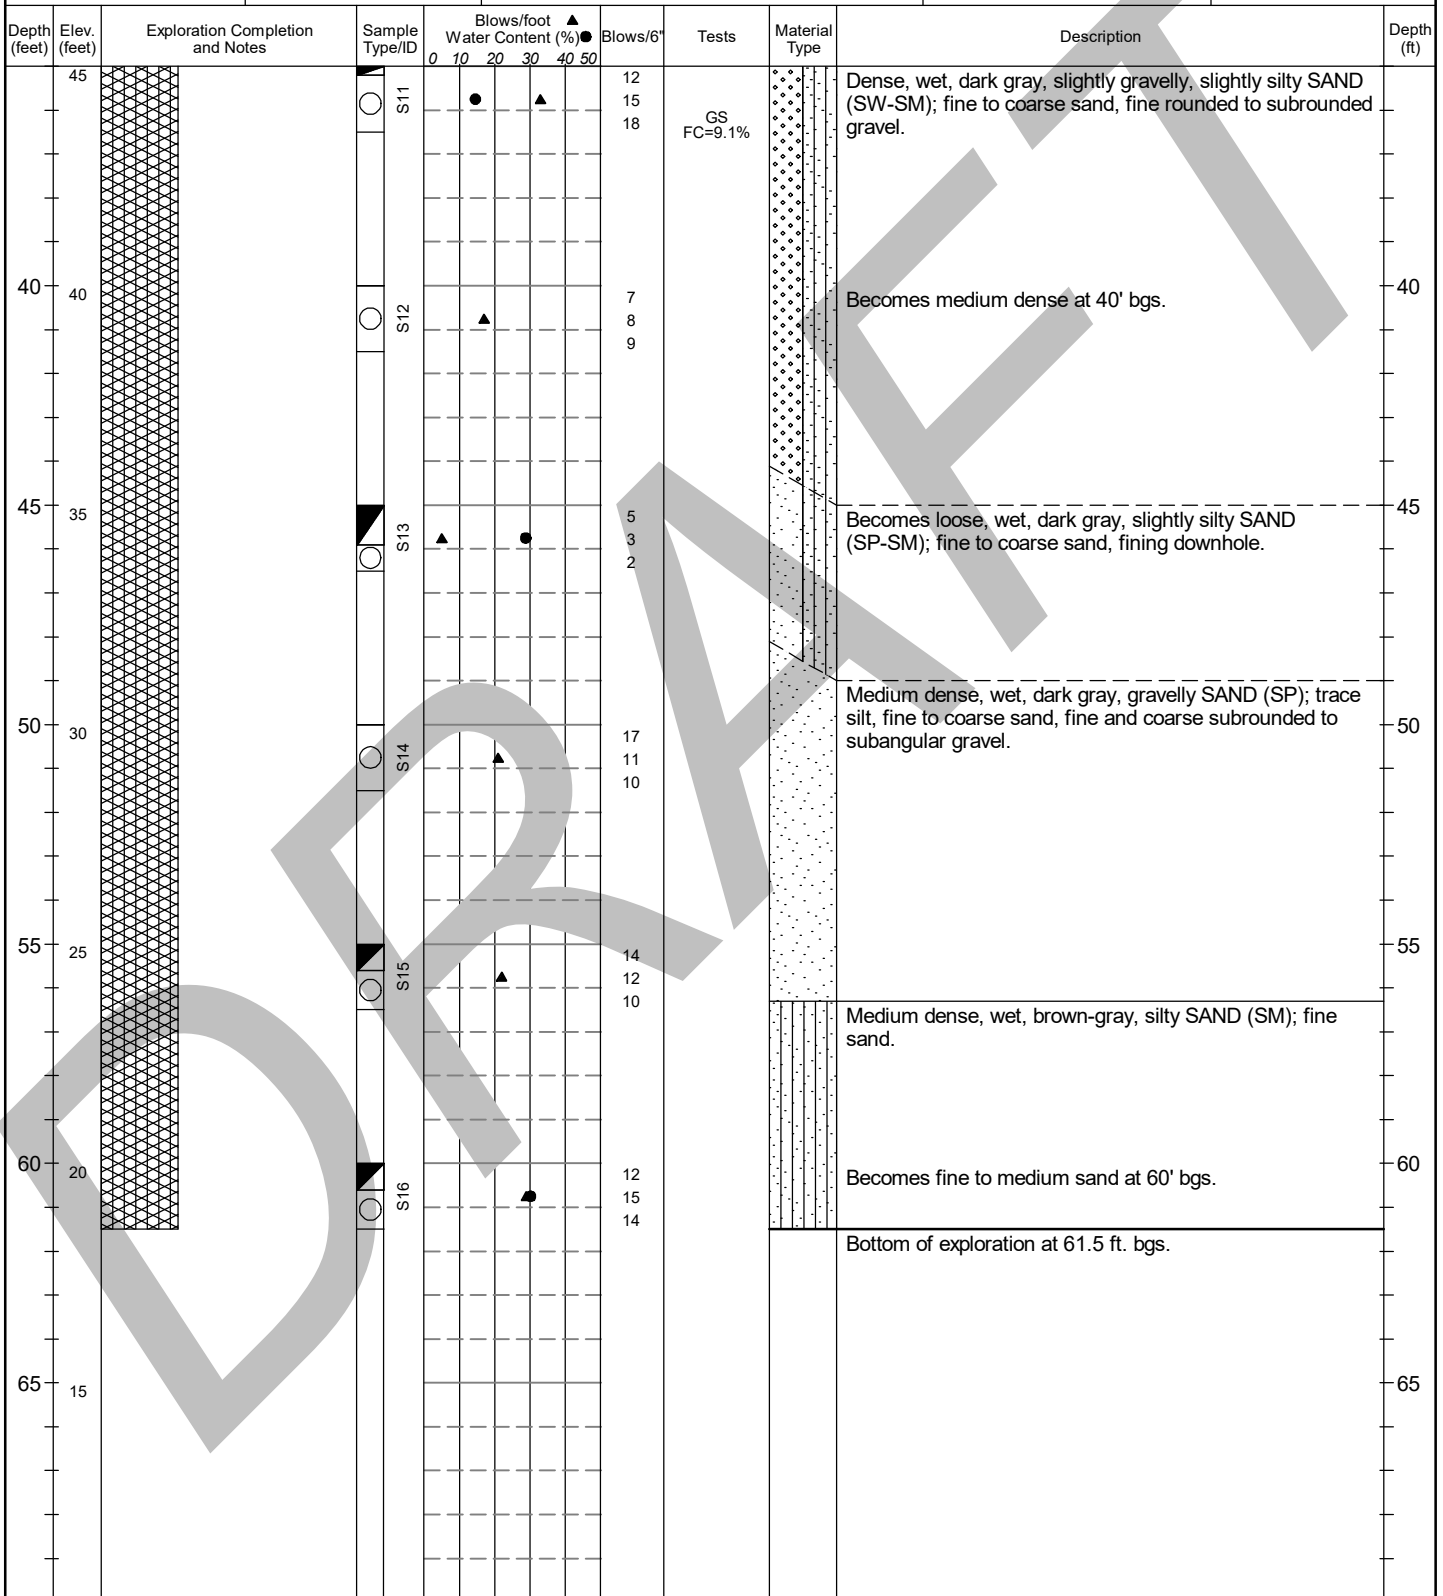 Depth
(feet)
Elev.
(feet)
Exploration Completion
and Notes
Sample
Type/ID
Blows/foot
Water Content (%)
0 10 20 30 40 50
Blows/6"
Tests
Material
Type
Description
Depth
(ft)
45
S11
12
15
18
GS
FC=9.1%
Dense, wet, dark gray, slightly gravelly, slightly silty SAND
(SW-SM); fine to coarse sand, fine rounded to subrounded
gravel.
40
40
S12
7
8
9
Becomes medium dense at 40' bgs.
40
45
35
S13
5
3
2
Becomes loose, wet, dark gray, slightly silty SAND
(SP-SM); fine to coarse sand, fining downhole.
45
50
30
S14
17
11
10
Medium dense, wet, dark gray, gravelly SAND (SP); trace
silt, fine to coarse sand, fine and coarse subrounded to
subangular gravel.
50
55
25
S15
14
12
10
55
Medium dense, wet, brown-gray, silty SAND (SM); fine
sand.
60
20
S16
12
15
14
Becomes fine to medium sand at 60' bgs.
60
Bottom of exploration at 61.5 ft. bgs.
65
15
65
DRAFT